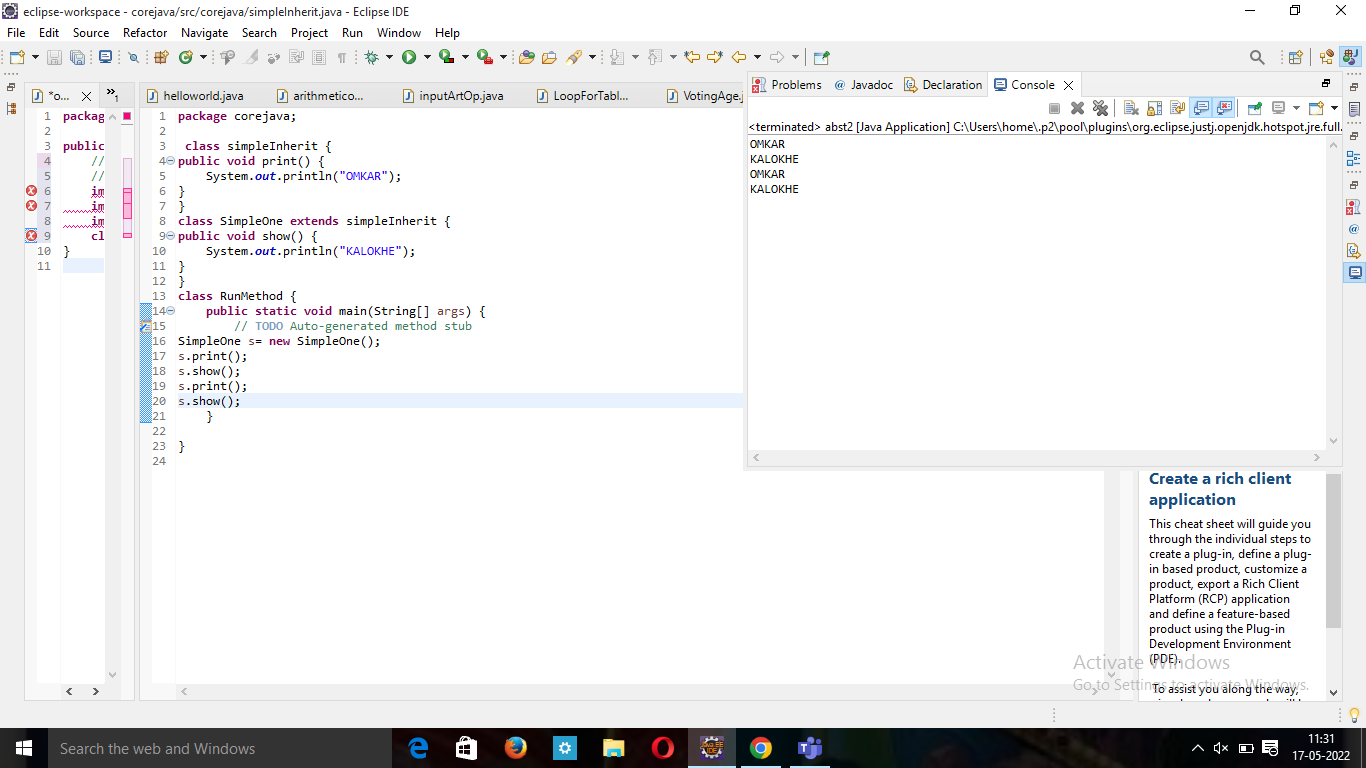 eclipse-workspace - corejava/src/corejava/simpleInherit.java - Eclipse IDE
File Edit Source Refactor Navigate Search Project Run Window Help
*o...
»1
1 packag
2
3 public
4 //
5 //
6 im
7 im
8 im
9 cl
10 }
11
helloworld.java arithmetico... inputArtOp.java LoopForTabl... VotingAge.j
1 package corejava;
2
3 class simpleInherit {
4 public void print() {
5 System.out.println("OMKAR");
6 }
7 }
8 class SimpleOne extends simpleInherit {
9 public void show() {
10 System.out.println("KALOKHE");
11 }
12 }
13 class RunMethod {
14 public static void main(String[] args) {
15 // TODO Auto-generated method stub
16 SimpleOne s= new SimpleOne();
17 s.print();
18 s.show();
19 s.print();
20 s.show();
21 }
22
23 }
24
Problems @ Javadoc Declaration Console
<terminated> abst2 [Java Application] C:\Users\home\.p2\pool\plugins\org.eclipse.justj.openjdk.hotspot.jre.full.
OMKAR
KALOKHE
OMKAR
KALOKHE
Create a rich client
application
This cheat sheet will guide you
through the individual steps to
create a plug-in, define a plug-
in based product, customize a
product, export a Rich Client
Platform (RCP) application
and define a feature-based
product using the Plug-in
Development Environment
(PDE).
To assist you along the way,
Activate Windows
Go to Settings to activate Windows.
Search the web and Windows
11:31
17-05-2022